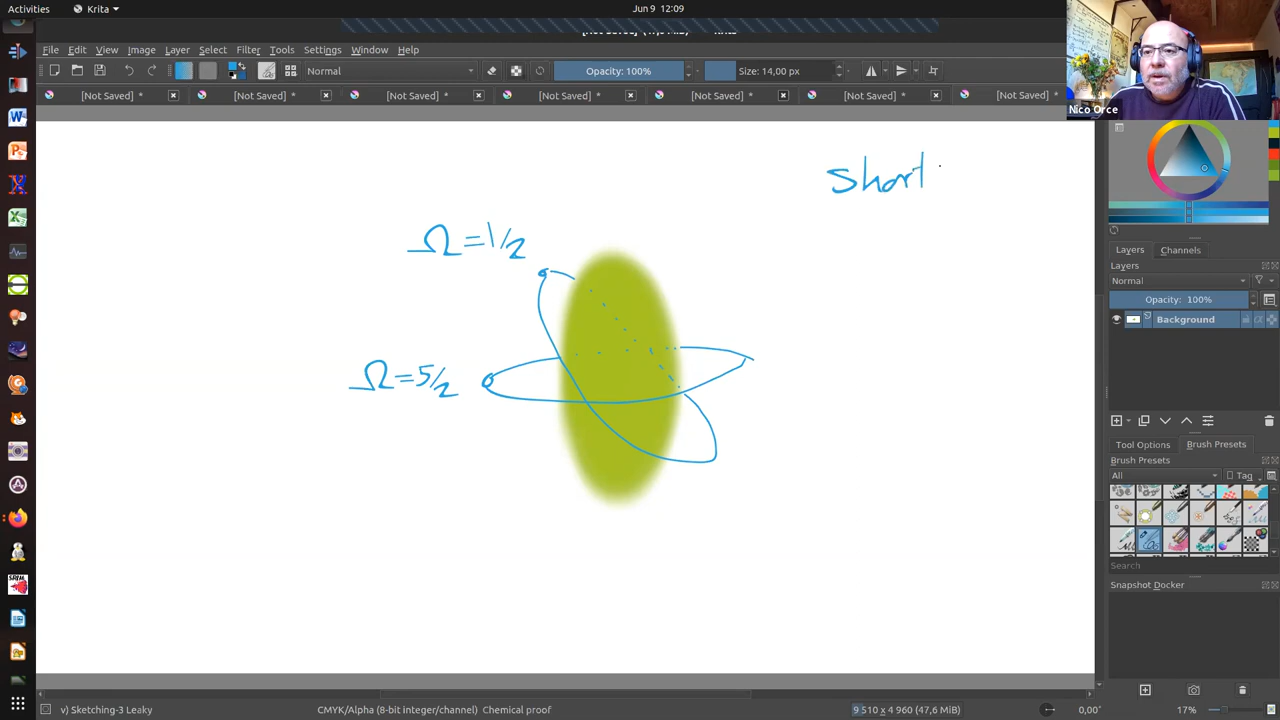 Activities
Krita
Jun 9 12:09
File Edit View Image Layer Select Filter Tools Settings Window Help
Normal
Opacity: 100%
Size: 14,00 px
[Not Saved] *
[Not Saved] *
[Not Saved] *
[Not Saved] *
[Not Saved] *
[Not Saved] *
[Not Saved] *
Nico Orce
short
Ω=1/2
Ω=5/2
Layers Channels
Layers
Normal
Opacity: 100%
Background
Tool Options Brush Presets
Brush Presets
All
Tag
Search
Snapshot Docker
v) Sketching-3 Leaky
CMYK/Alpha (8-bit integer/channel) Chemical proof
9 510 x 4 960 (47,6 MiB)
0,00°
17%